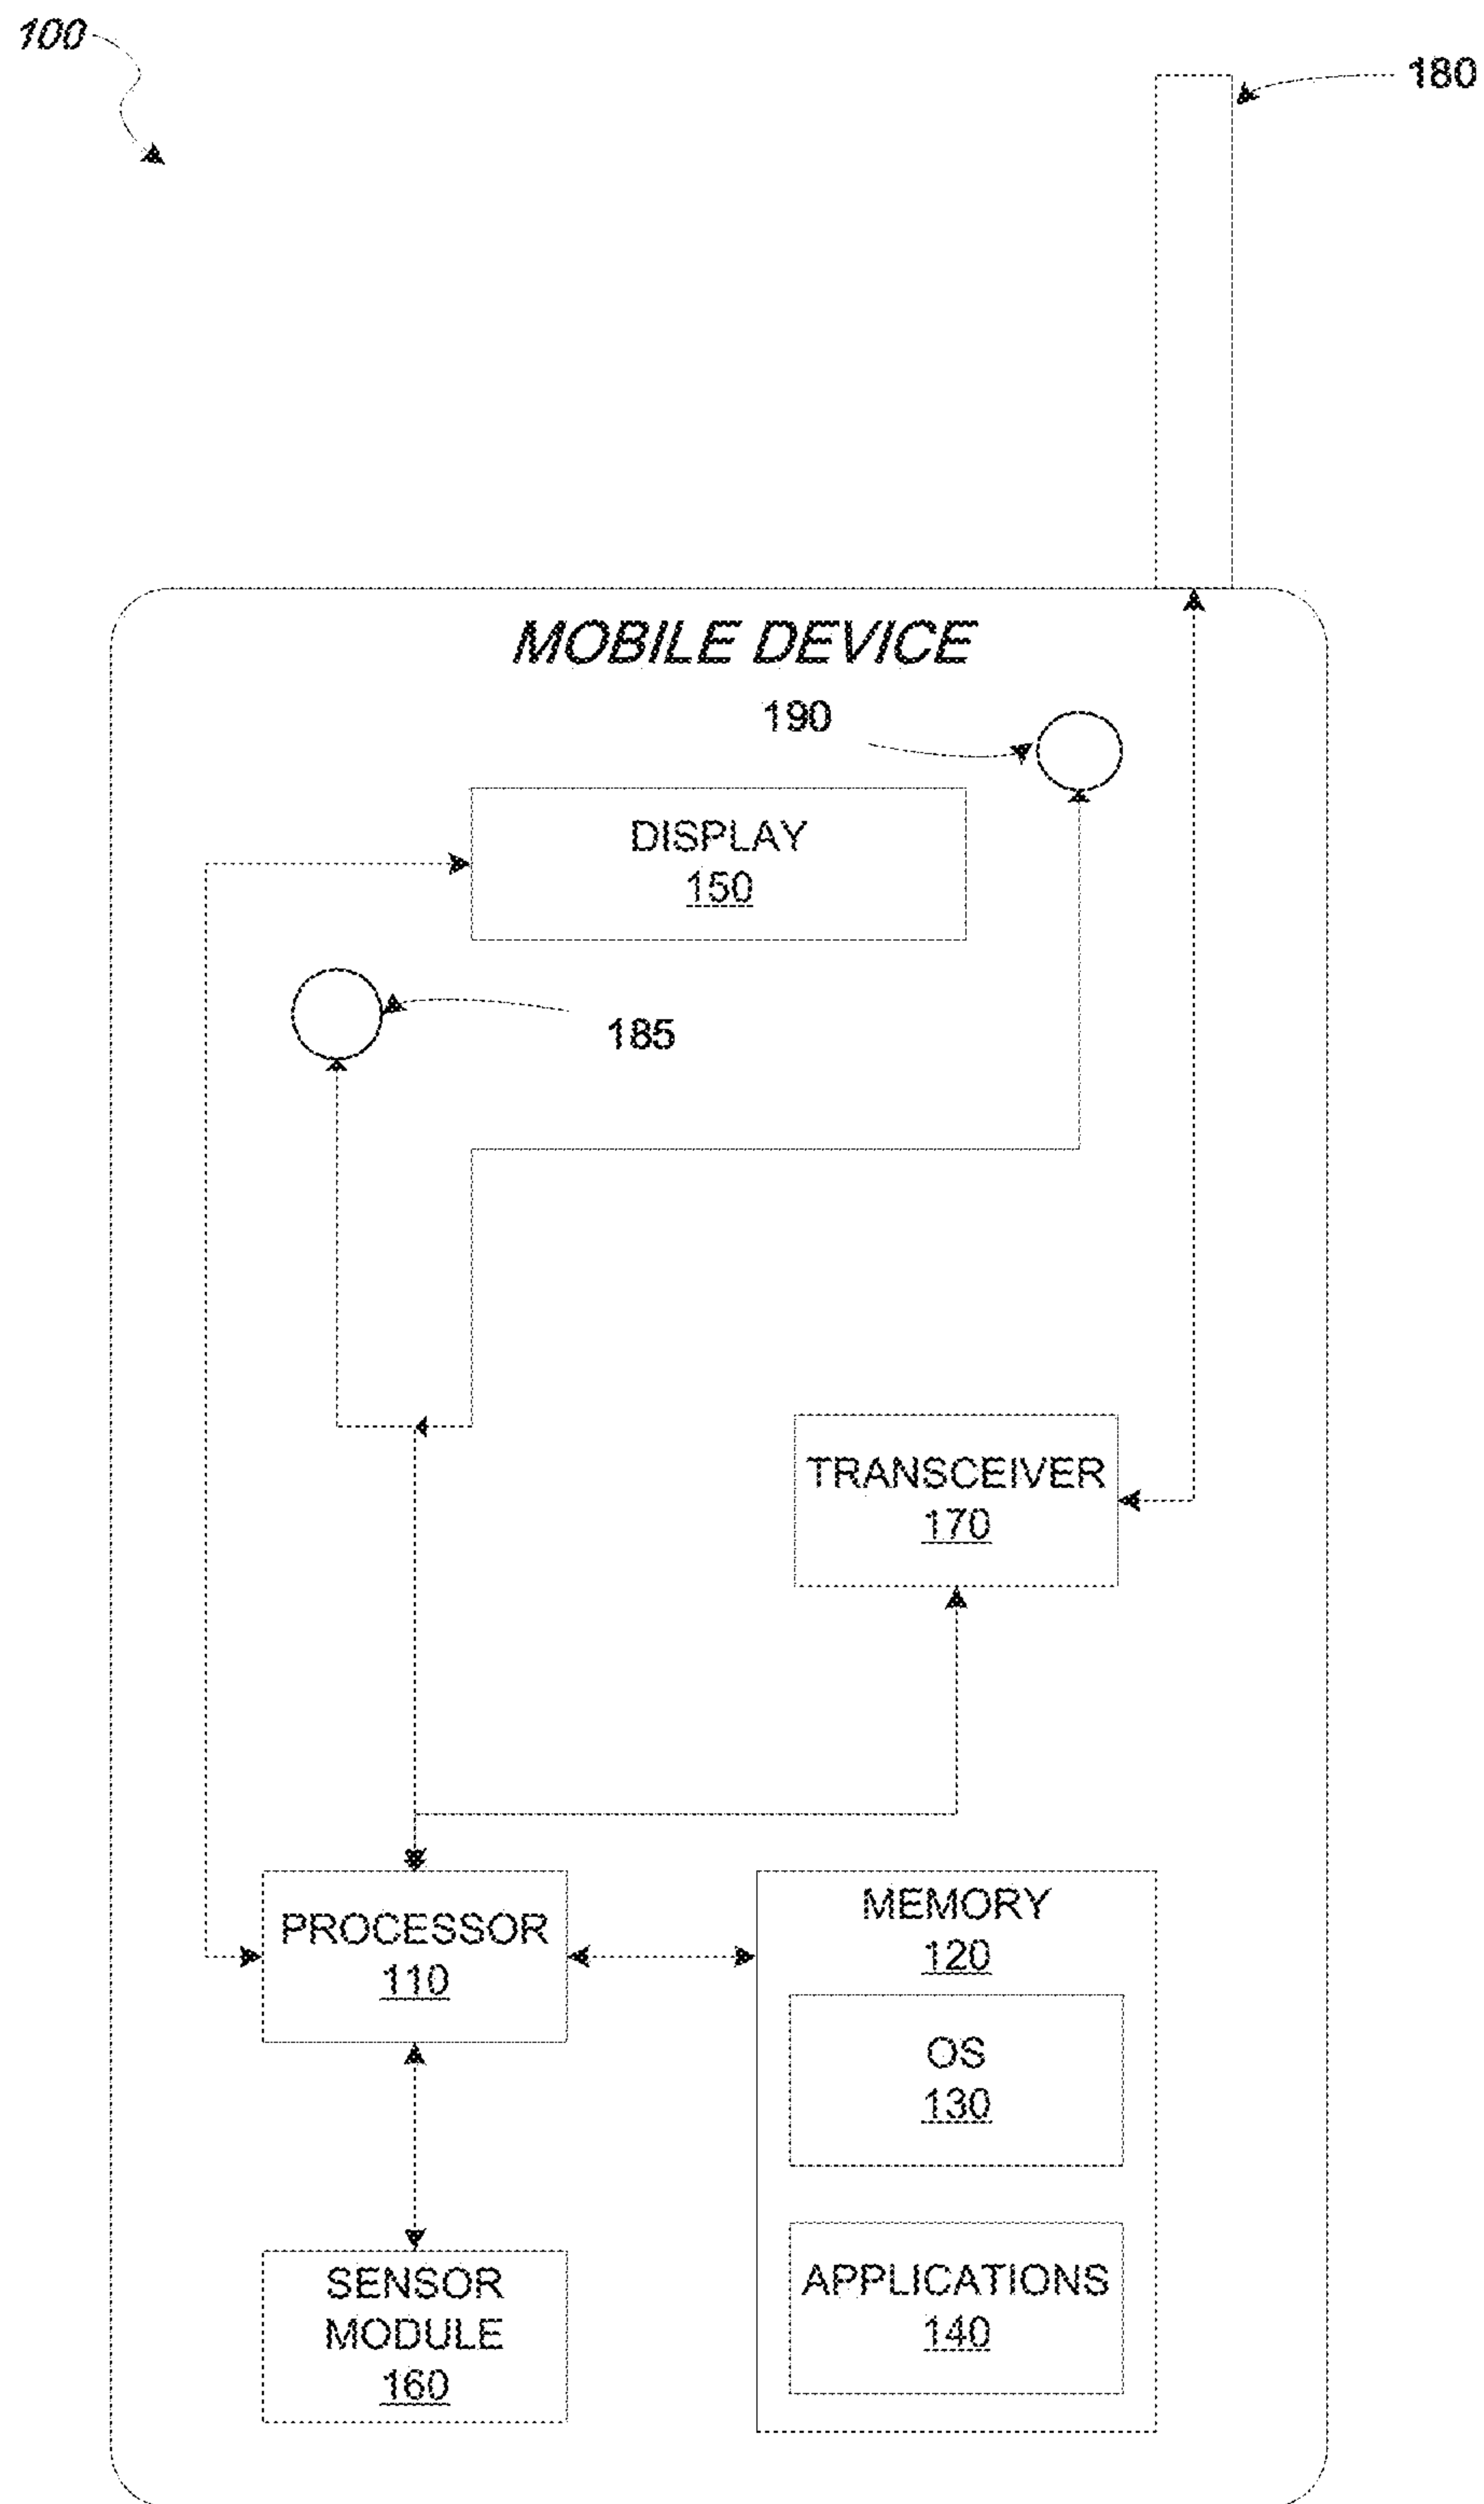 100
180
MOBILE DEVICE
190
DISPLAY
150
185
TRANSCEIVER
170
PROCESSOR
110
MEMORY
120
OS
130
SENSOR
MODULE
160
APPLICATIONS
140